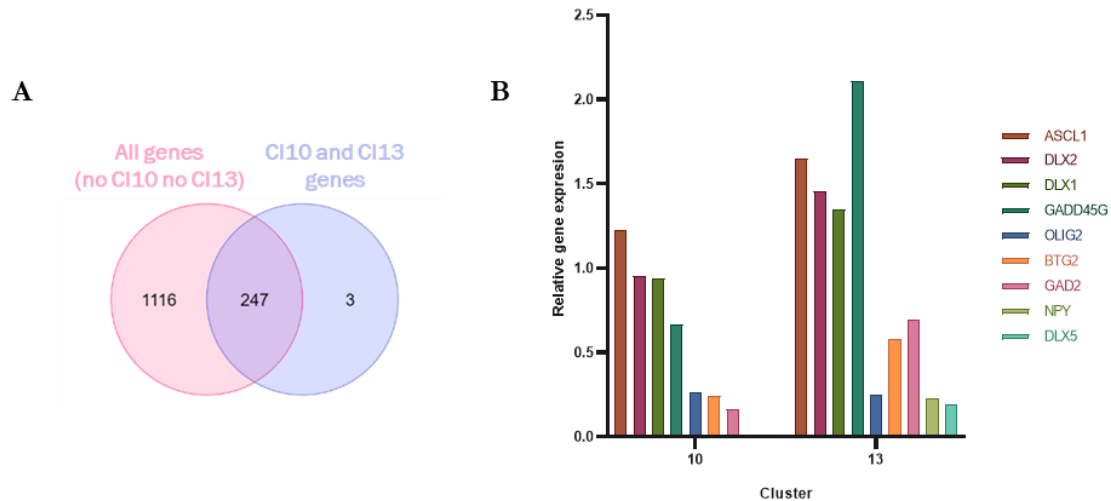 A
All genes
(no Cl10 no Cl13)
Cl10 and Cl13
genes
1116
247
3
B
Relative gene expresion
2.5
2.0
1.5
1.0
0.5
0.0
10
13
Cluster
ASCL1
DLX2
DLX1
GADD45G
OLIG2
BTG2
GAD2
NPY
DLX5